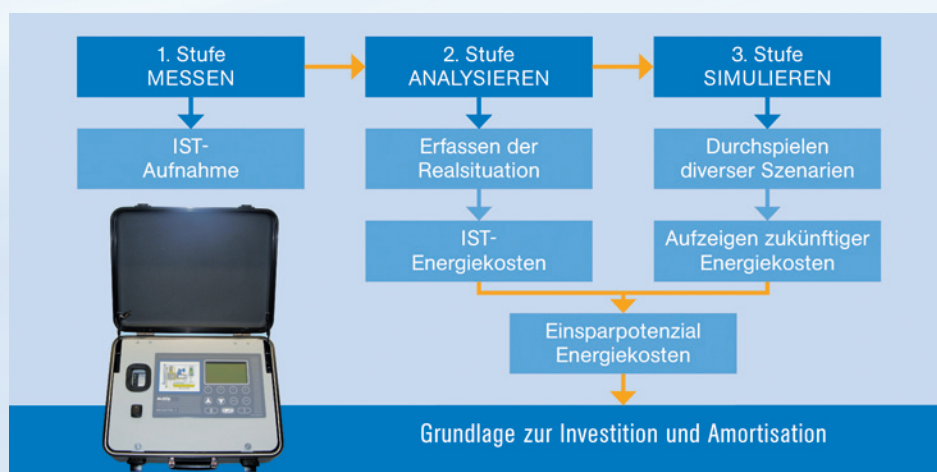 1. Stufe
MESSEN
2. Stufe
ANALYSIEREN
3. Stufe
SIMULIEREN
IST-
Aufnahme
Erfassen der
Realsituation
Durchspielen
diverser Szenarien
IST-
Energiekosten
Aufzeigen zukünftiger
Energiekosten
Einsparpotenzial
Energiekosten
Grundlage zur Investition und Amortisation